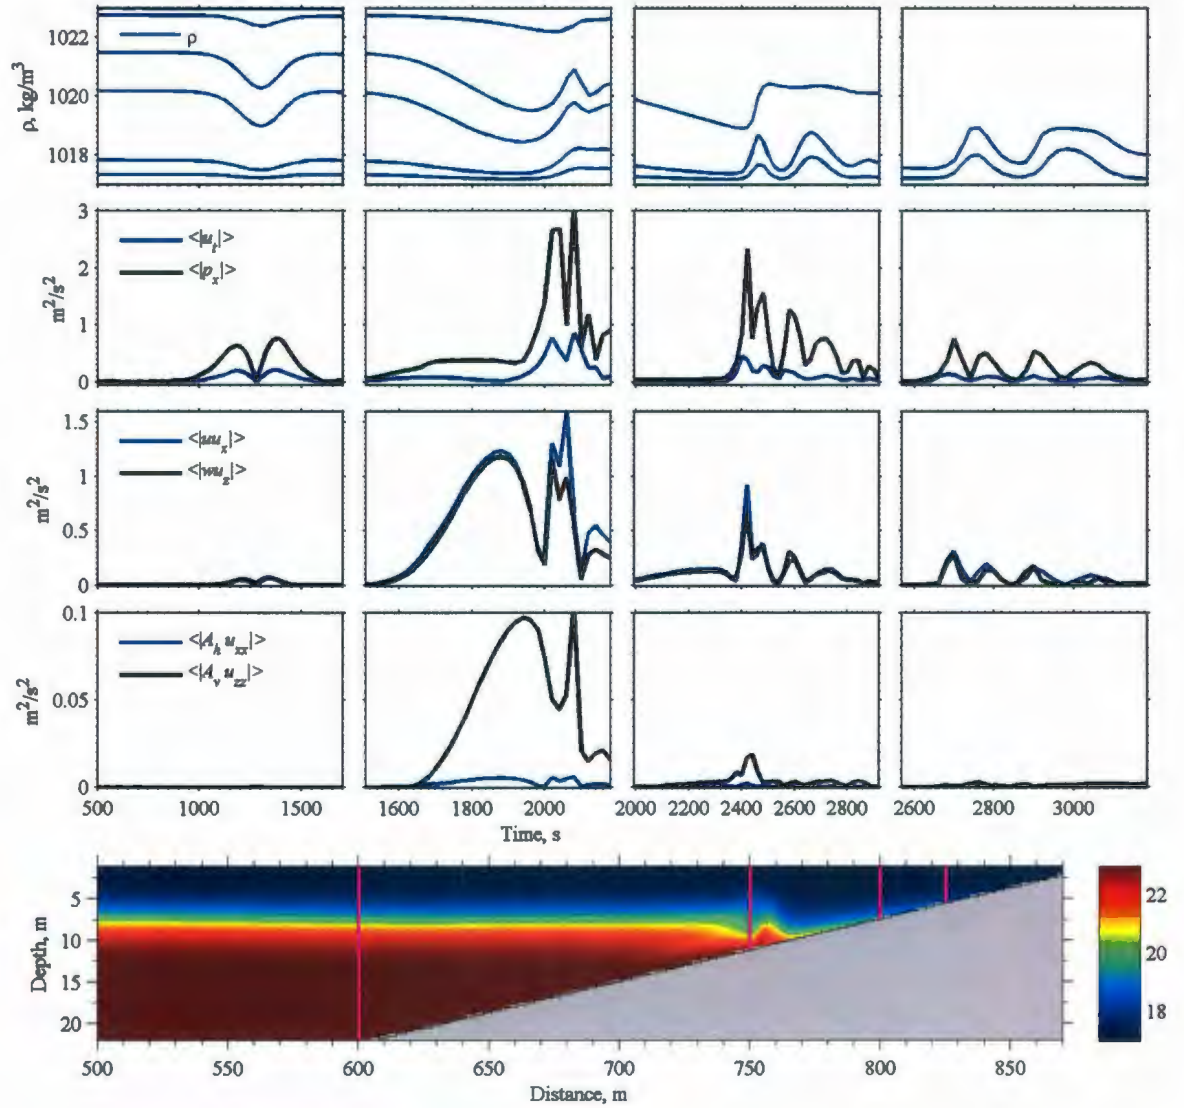 1022
1020
1018
ρ, kg/m³
ρ
3
2
1
0
m²/s²
<|u_t|>
<|p_x|>
1.5
1
0.5
0
m²/s²
<|uu_x|>
<|wu_z|>
0.1
0.05
0
m²/s²
<|A_h u_xx|>
<|A_v u_zz|>
500 1000 1500 1600 1800 2000 2000 2200 2400 2600 2800 2600 2800 3000
Time, s
5
10
15
20
Depth, m
22
20
18
500 550 600 650 700 750 800 850
Distance, m